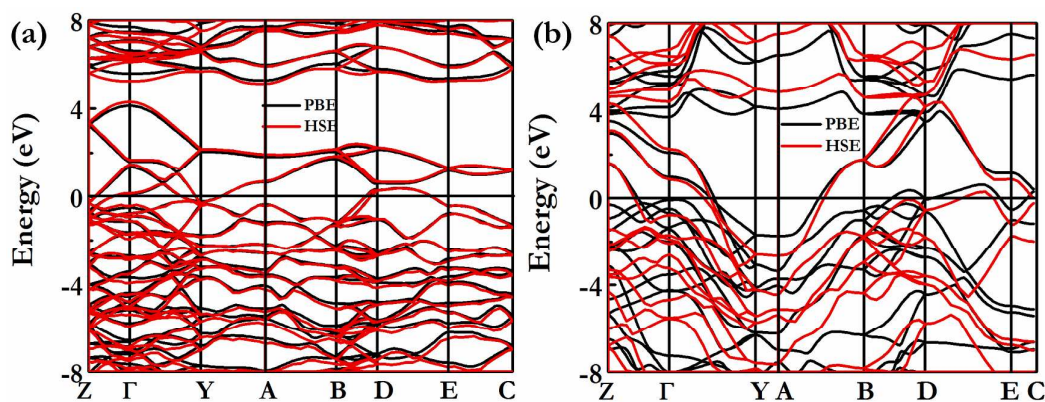 (a)
8
4
0
-4
-8
Energy (eV)
PBE
HSE
Z Γ Y A B D E C
(b)
8
4
0
-4
-8
Energy (eV)
PBE
HSE
Z Γ Y A B D E C